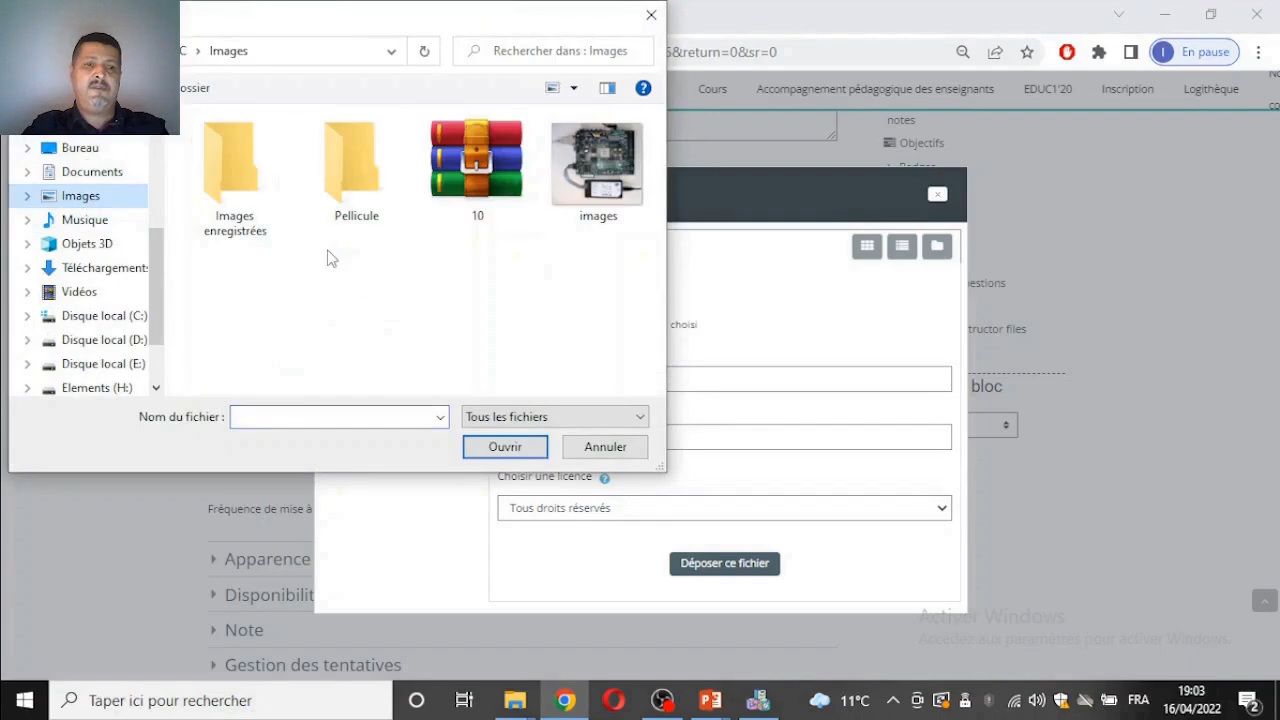 C > Images
Rechercher dans : Images
ossier
Bureau
Documents
Images
Musique
Objets 3D
Téléchargements
Vidéos
Disque local (C:)
Disque local (D:)
Disque local (E:)
Elements (H:)
Images
enregistrées
Pellicule
10
images
Nom du fichier :
Tous les fichiers
Ouvrir
Annuler
6&return=0&sr=0
I
En pause
Cours
Accompagnement pédagogique des enseignants
EDUC1'20
Inscription
Logithèque
notes
Objectifs
choisi
estions
tructor files
bloc
Choisir une licence
Tous droits réservés
Déposer ce fichier
Fréquence de mise à
Apparence
Disponibilit
Note
Gestion des tentatives
Activer Windows
Accédez aux paramètres pour activer Windows.
Taper ici pour rechercher
11°C
FRA
19:03
16/04/2022
2